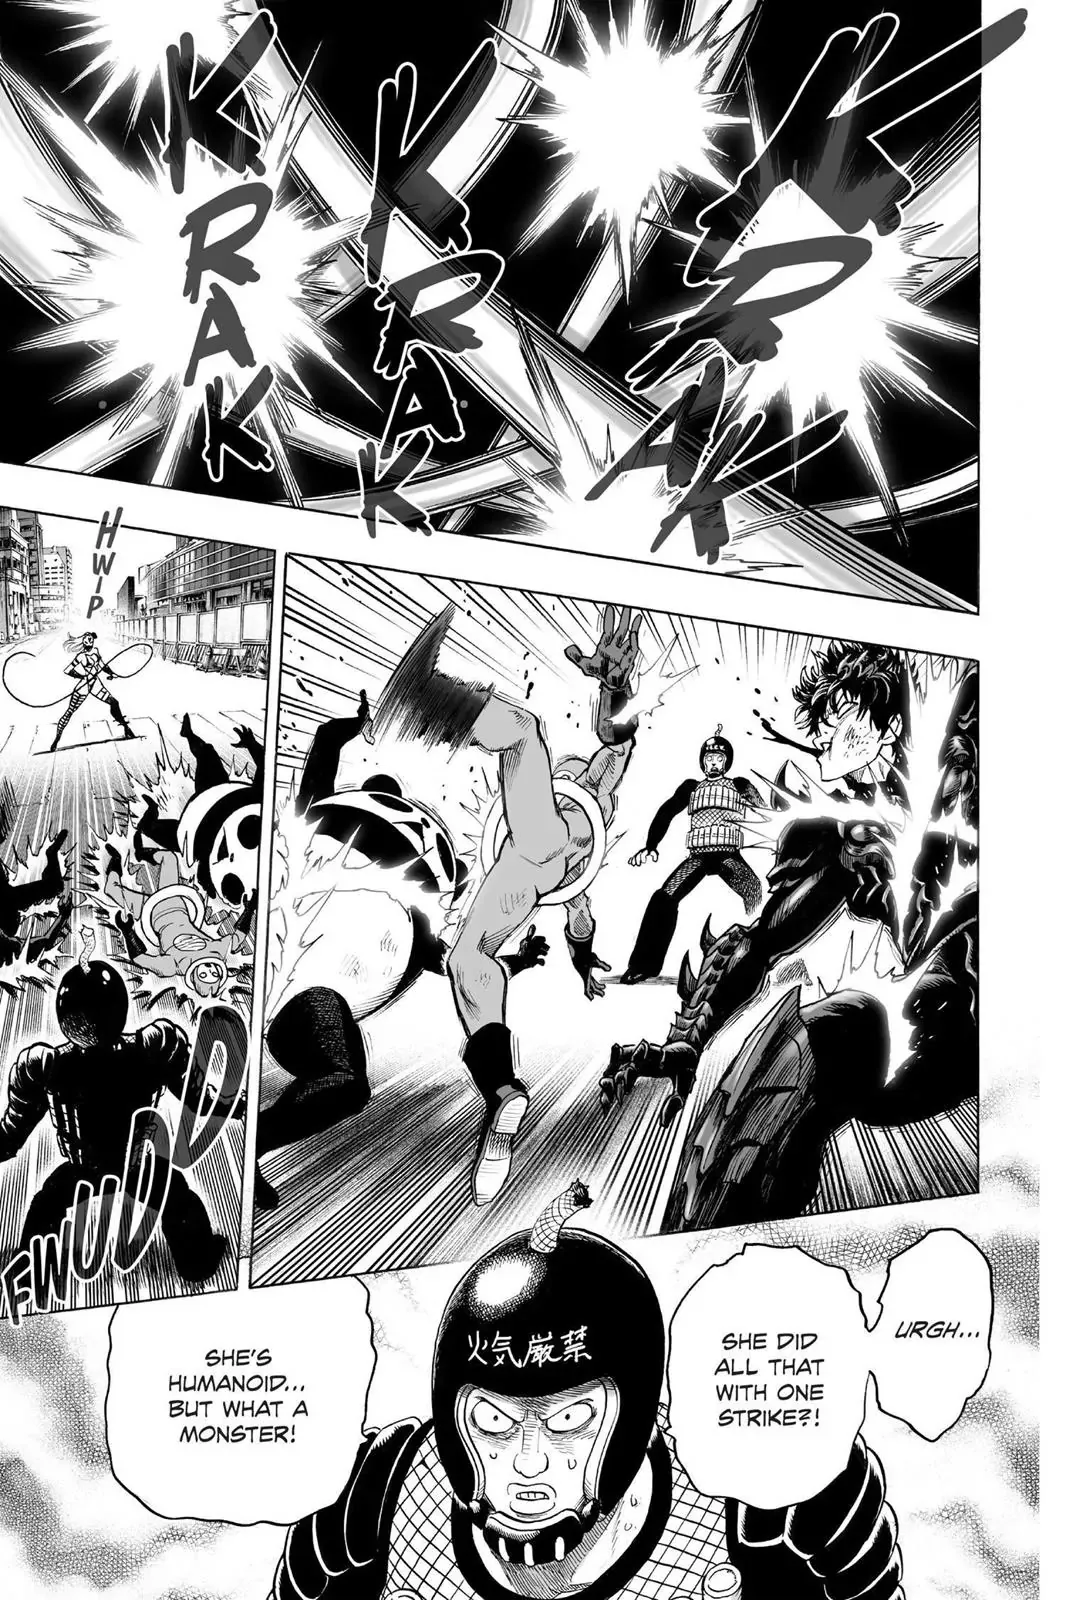 KRAK
KRAK
KRAK
HWIP
FWUDD
URGH...
SHE DID
ALL THAT
WITH ONE
STRIKE?!
火気厳禁
SHE'S
HUMANOID...
BUT WHAT A
MONSTER!